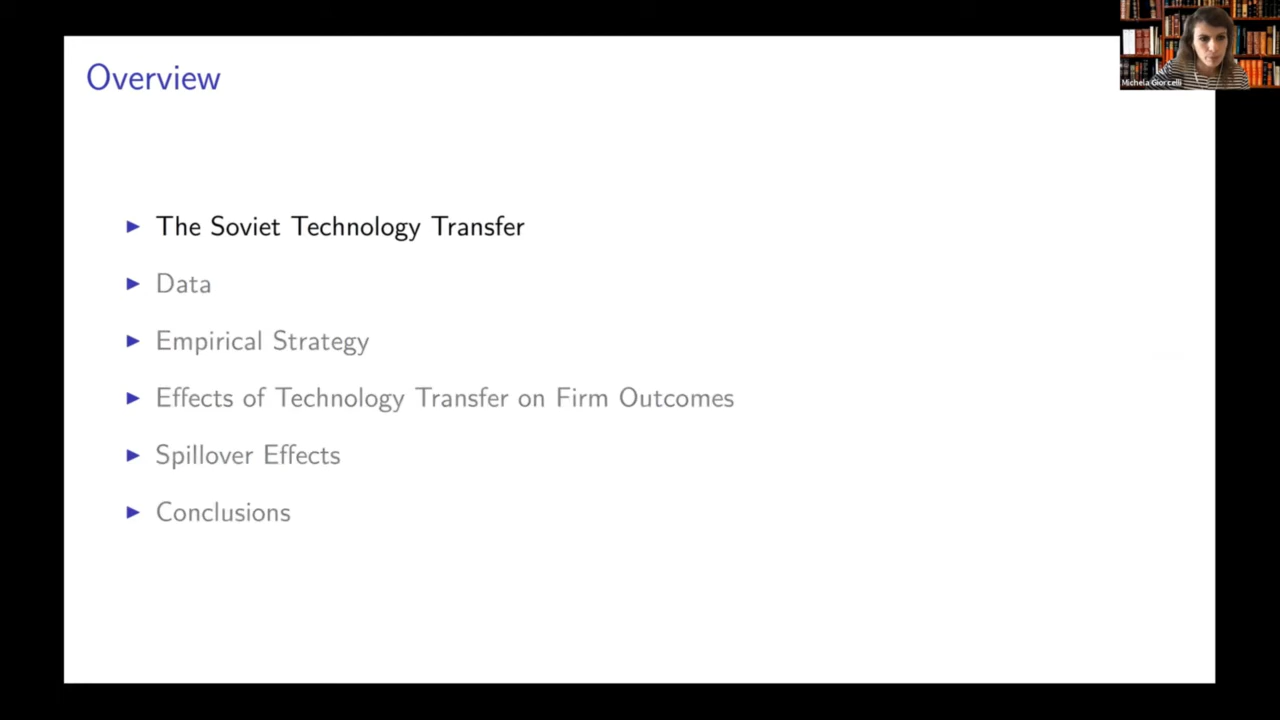 Overview
Michela Giorcelli
The Soviet Technology Transfer
Data
Empirical Strategy
Effects of Technology Transfer on Firm Outcomes
Spillover Effects
Conclusions